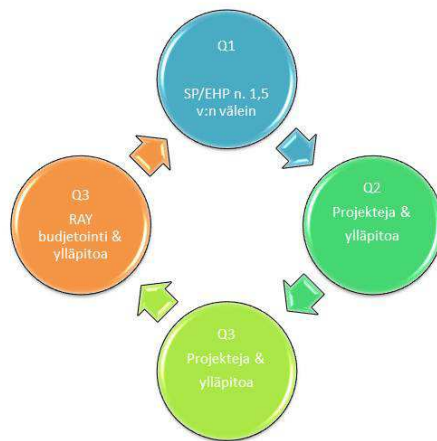 Q1
SP/EHP n. 1,5
v:n välein
Q2
Projekteja &
ylläpitoa
Q3
Projekteja &
ylläpitoa
Q3
RAY
budjetointi &
ylläpitoa